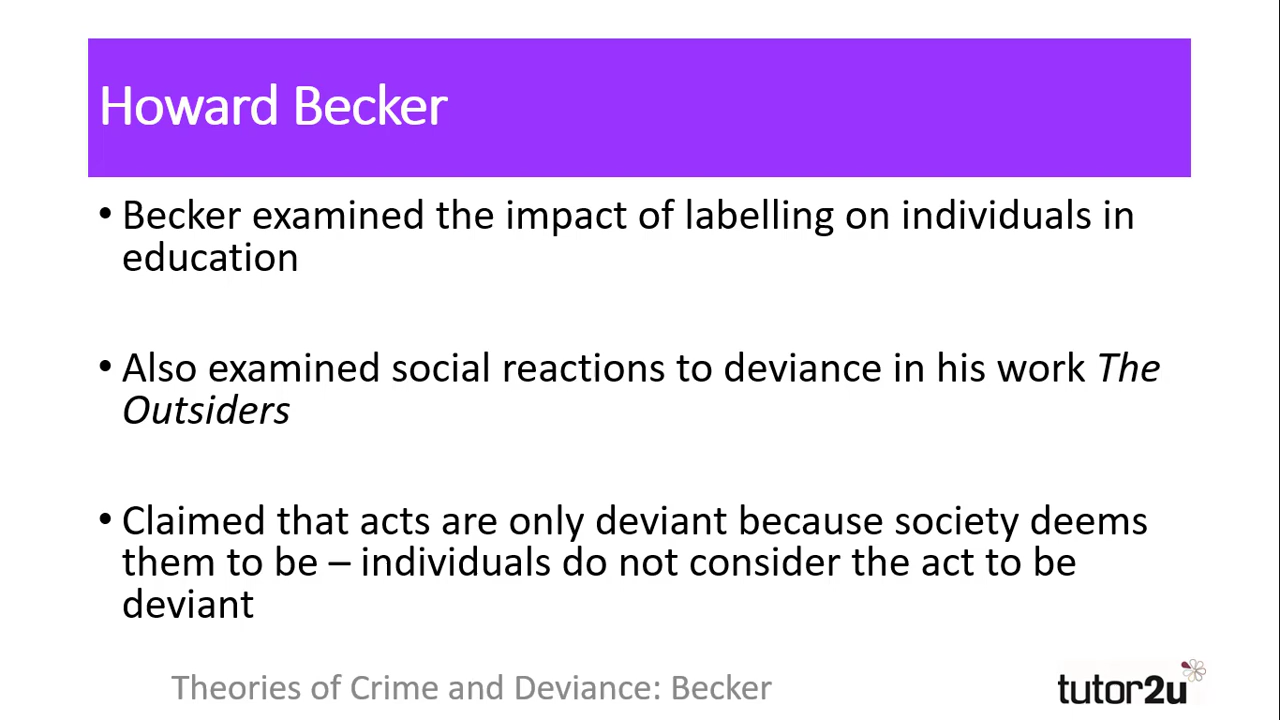 Howard Becker
• Becker examined the impact of labelling on individuals in
education
• Also examined social reactions to deviance in his work The
Outsiders
• Claimed that acts are only deviant because society deems
them to be – individuals do not consider the act to be
deviant
Theories of Crime and Deviance: Becker
tutor2u